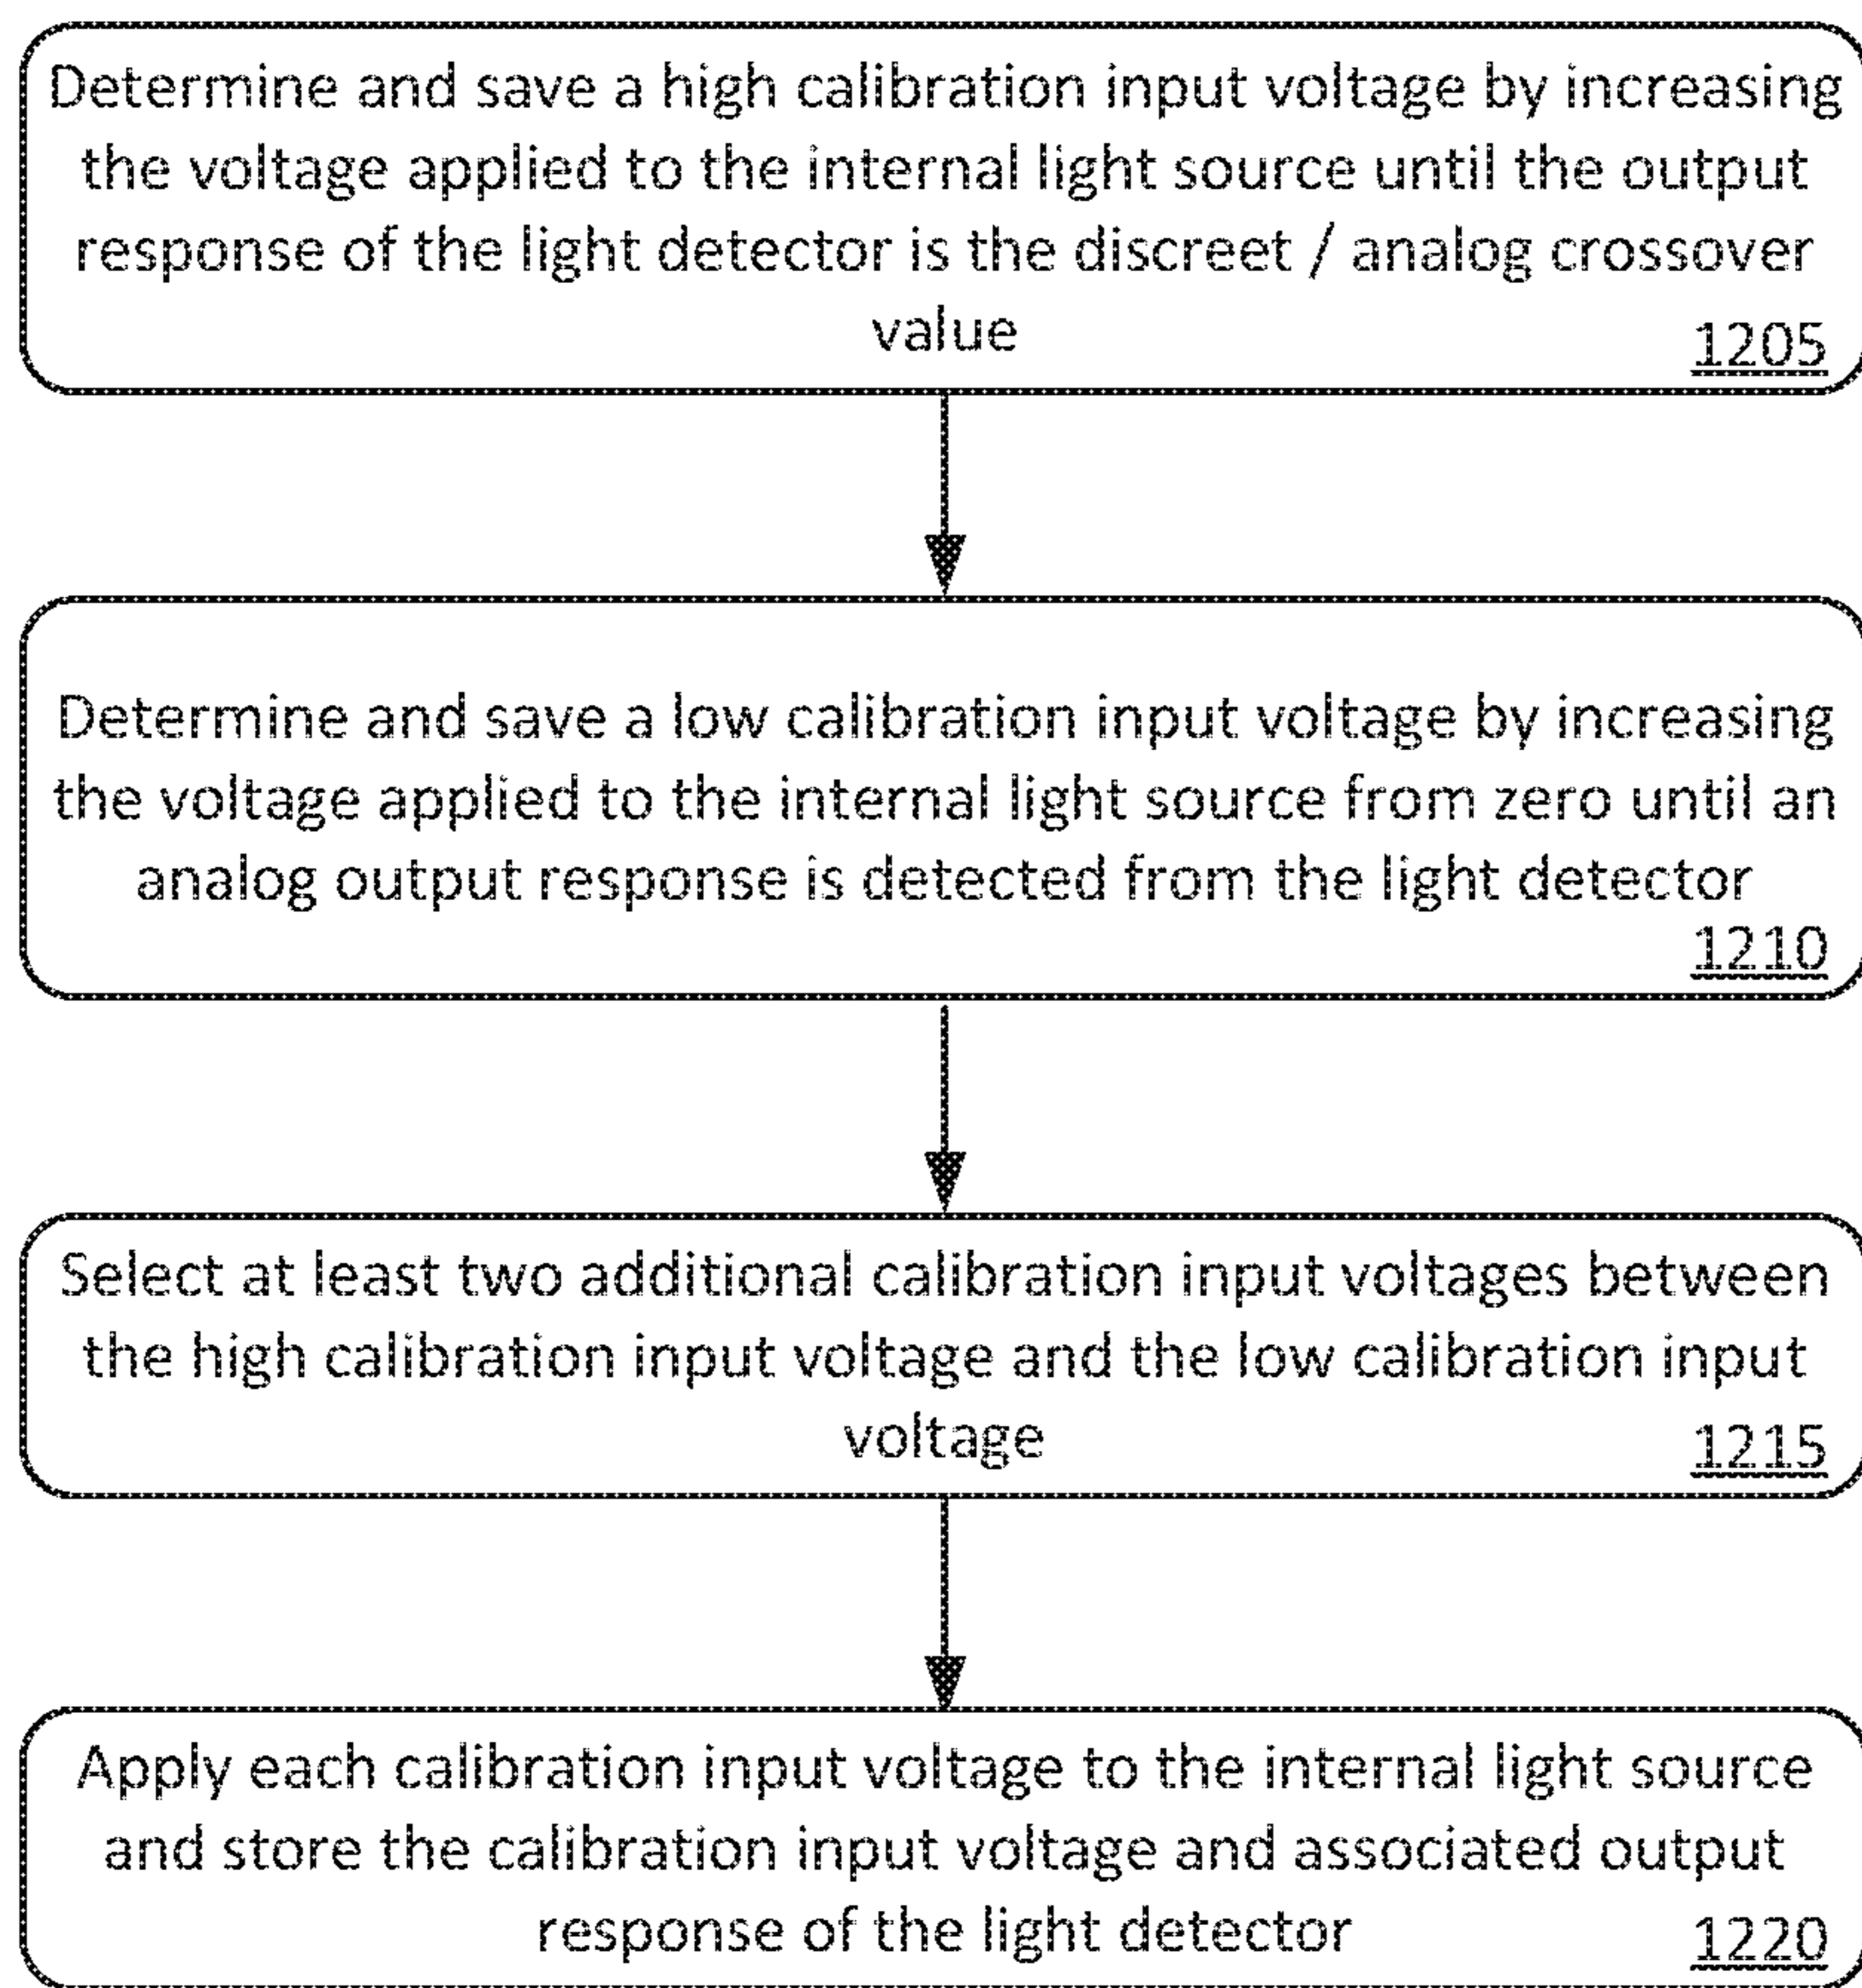 Determine and save a high calibration input voltage by increasing
the voltage applied to the internal light source until the output
response of the light detector is the discreet / analog crossover
value
1205
Determine and save a low calibration input voltage by increasing
the voltage applied to the internal light source from zero until an
analog output response is detected from the light detector
1210
Select at least two additional calibration input voltages between
the high calibration input voltage and the low calibration input
voltage
1215
Apply each calibration input voltage to the internal light source
and store the calibration input voltage and associated output
response of the light detector
1220